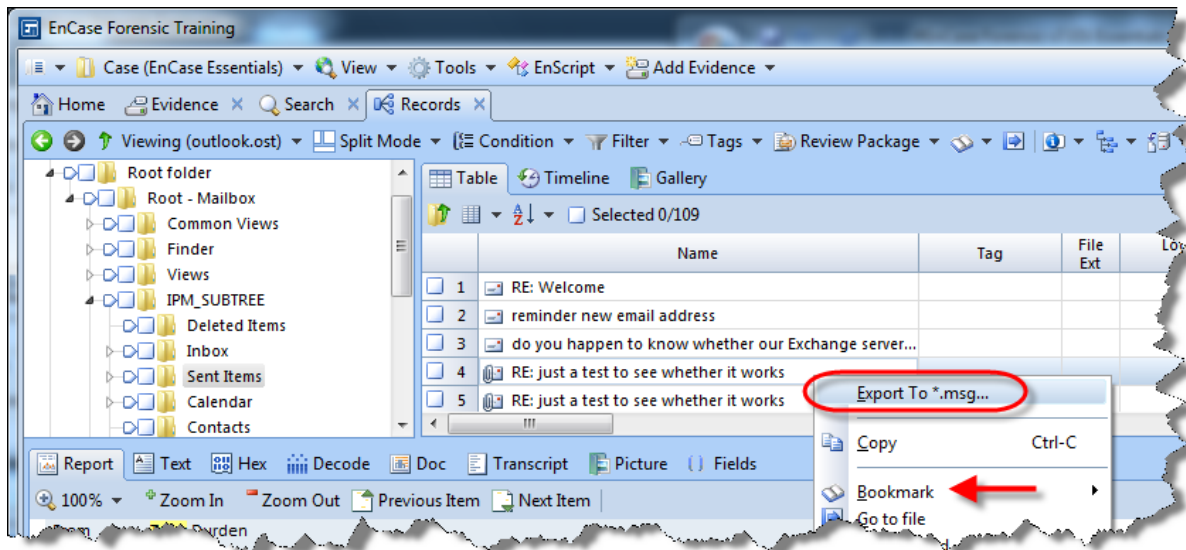 EnCase Forensic Training
Case (EnCase Essentials) View Tools EnScript Add Evidence
Home Evidence Search Records
Viewing (outlook.ost) Split Mode Condition Filter Tags Review Package
Root folder
Root - Mailbox
Common Views
Finder
Views
IPM_SUBTREE
Deleted Items
Inbox
Sent Items
Calendar
Contacts
Table Timeline Gallery
Selected 0/109
Name Tag File Ext
1 RE: Welcome
2 reminder new email address
3 do you happen to know whether our Exchange server...
4 RE: just a test to see whether it works
5 RE: just a test to see whether it works
Export To *.msg...
Copy Ctrl-C
Bookmark
Go to file
Report Text Hex Decode Doc Transcript Picture Fields
100% Zoom In Zoom Out Previous Item Next Item